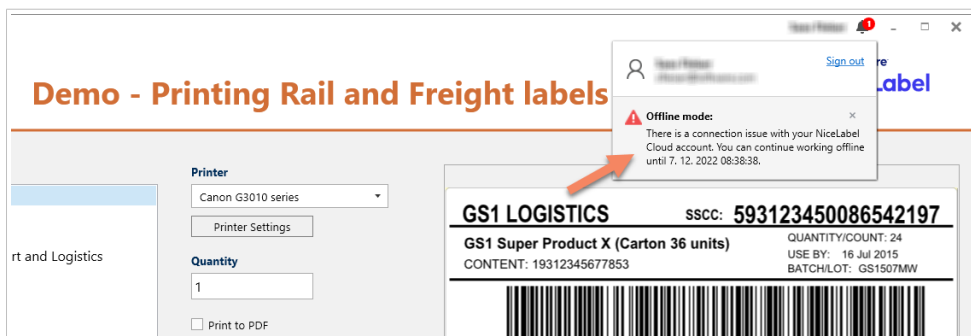 1
Sign out
re
Label
Demo - Printing Rail and Freight labels
Offline mode:
There is a connection issue with your NiceLabel
Cloud account. You can continue working offline
until 7. 12. 2022 08:38:38.
Printer
Canon G3010 series
Printer Settings
rt and Logistics
Quantity
1
Print to PDF
GS1 LOGISTICS SSCC: 593123450086542197
GS1 Super Product X (Carton 36 units)
CONTENT: 19312345677853
QUANTITY/COUNT: 24
USE BY: 16 Jul 2015
BATCH/LOT: GS1507MW